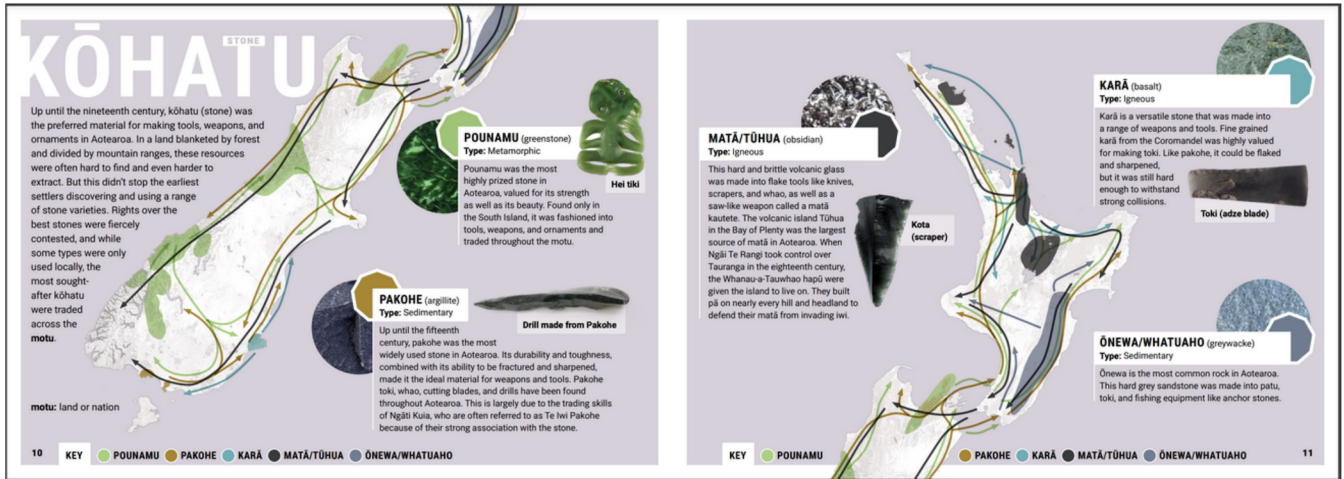 KŌHATU
STONE
Up until the nineteenth century, kōhatu (stone) was
the preferred material for making tools, weapons, and
ornaments in Aotearoa. In a land blanketed by forest
and divided by mountain ranges, these resources
were often hard to find and even harder to
extract. But this didn't stop the earliest
settlers discovering and using a range
of stone varieties. Rights over the
best stones were fiercely
contested, and while
some types were only
used locally, the
most sought-
after kōhatu
were traded
across the
motu.
motu: land or nation
POUNAMU (greenstone)
Type: Metamorphic
Pounamu was the most
highly prized stone in
Aotearoa, valued for its strength
as well as its beauty. Found only in
the South Island, it was fashioned into
tools, weapons, and ornaments and
traded throughout the motu.
Hei tiki
PAKOHE (argillite)
Type: Sedimentary
Up until the fifteenth
century, pakohe was the most
widely used stone in Aotearoa. Its durability and toughness,
combined with its ability to be fractured and sharpened,
made it the ideal material for weapons and tools. Pakohe
toki, whao, cutting blades, and drills have been found
throughout Aotearoa. This is largely due to the trading skills
of Ngāti Kuia, who are often referred to as Te Iwi Pakohe
because of their strong association with the stone.
Drill made from Pakohe
10 KEY POUNAMU PAKOHE KARĀ MATĀ/TŪHUA ŌNEWA/WHATUAHO
MATĀ/TŪHUA (obsidian)
Type: Igneous
This hard and brittle volcanic glass
was made into flake tools like knives,
scrapers, and whao, as well as a
saw-like weapon called a matā
kautete. The volcanic island Tūhua
in the Bay of Plenty was the largest
source of matā in Aotearoa. When
Ngāi Te Rangi took control over
Tauranga in the eighteenth century,
the Whanau-a-Tauwhao hapū were
given the island to live on. They built
pā on nearly every hill and headland to
defend their matā from invading iwi.
Kota
(scraper)
KARĀ (basalt)
Type: Igneous
Karā is a versatile stone that was made into
a range of weapons and tools. Fine grained
karā from the Coromandel was highly valued
for making toki. Like pakohe, it could be flaked
and sharpened,
but it was still hard
enough to withstand
strong collisions.
Toki (adze blade)
ŌNEWA/WHATUAHO (greywacke)
Type: Sedimentary
Ōnewa is the most common rock in Aotearoa.
This hard grey sandstone was made into patu,
toki, and fishing equipment like anchor stones.
KEY POUNAMU PAKOHE KARĀ MATĀ/TŪHUA ŌNEWA/WHATUAHO 11